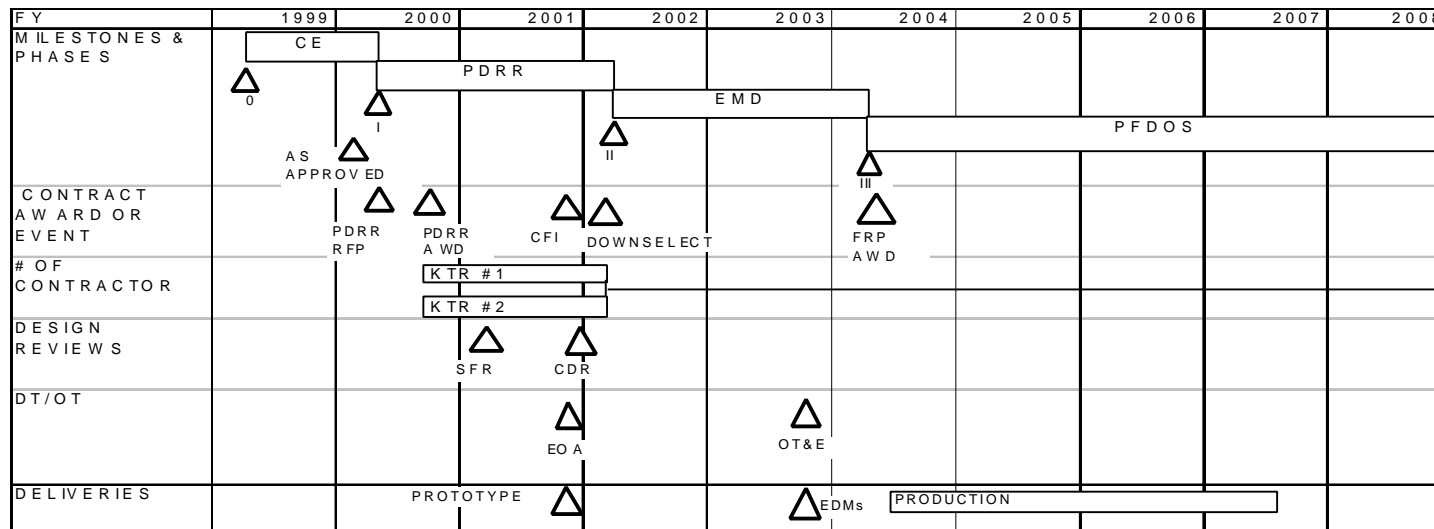 FY 1999 2000 2001 2002 2003 2004 2005 2006 2007 2008
MILESTONES &
PHASES
CE
PDRR
EMD
PFDOS
0
I
II
III
AS
APPROVED
CONTRACT
AWARD OR
EVENT
PDRR
RFP
PDRR
AWD
CFI
DOWNSELECT
FRP
AWD
# OF
CONTRACTOR
KTR #1
KTR #2
DESIGN
REVIEWS
SFR
CDR
DT/OT
EOA
OT&E
DELIVERIES
PROTOTYPE
EDMs
PRODUCTION